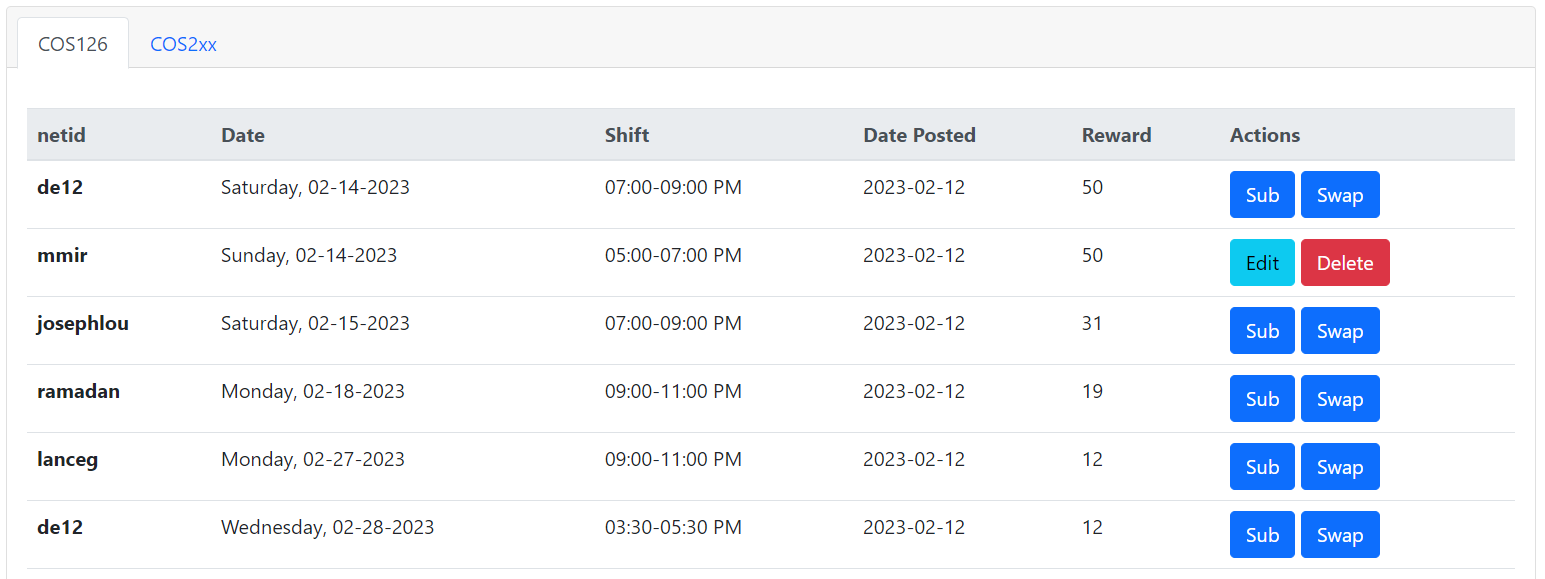 COS126 COS2xx
netid Date Shift Date Posted Reward Actions
de12 Saturday, 02-14-2023 07:00-09:00 PM 2023-02-12 50 Sub Swap
mmir Sunday, 02-14-2023 05:00-07:00 PM 2023-02-12 50 Edit Delete
josephlou Saturday, 02-15-2023 07:00-09:00 PM 2023-02-12 31 Sub Swap
ramadan Monday, 02-18-2023 09:00-11:00 PM 2023-02-12 19 Sub Swap
lanceg Monday, 02-27-2023 09:00-11:00 PM 2023-02-12 12 Sub Swap
de12 Wednesday, 02-28-2023 03:30-05:30 PM 2023-02-12 12 Sub Swap